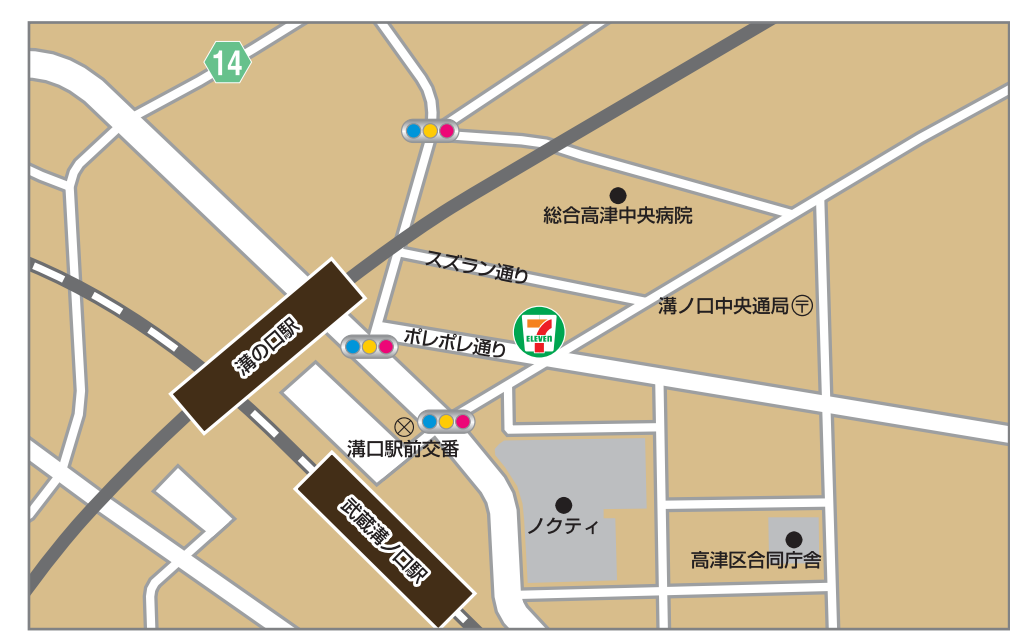 14
総合高津中央病院
スズラン通り
溝ノ口中央通局〒
溝の口駅
ポレポレ通り
7
ELEVEN
溝口駅前交番
武蔵溝ノ口駅
ノクティ
高津区合同庁舎